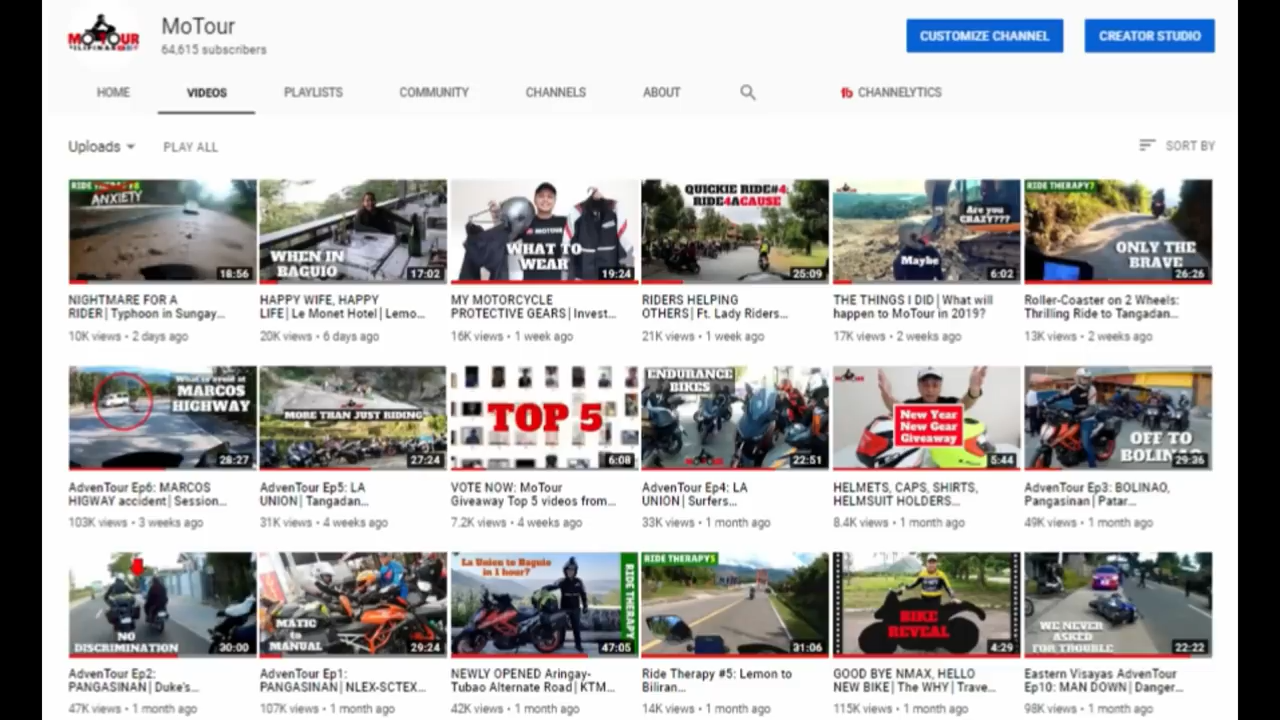 MoTour
64,615 subscribers
CUSTOMIZE CHANNEL
CREATOR STUDIO
HOME
VIDEOS
PLAYLISTS
COMMUNITY
CHANNELS
ABOUT
fb CHANNELYTICS
Uploads
PLAY ALL
SORT BY
RIDE THERAPY
ANXIETY
18:56
WHEN IN
BAGUIO
17:02
WHAT TO
WEAR
19:24
QUICKIE RIDE#4
RIDE4ACAUSE
25:09
Are you
CRAZY???
Maybe
6:02
RIDE THERAPY7
ONLY THE
BRAVE
26:26
NIGHTMARE FOR A
RIDER| Typhoon in Sungay...
10K views • 2 days ago
HAPPY WIFE, HAPPY
LIFE| Le Monet Hotel| Lemo...
20K views • 6 days ago
MY MOTORCYCLE
PROTECTIVE GEARS| Invest...
16K views • 1 week ago
RIDERS HELPING
OTHERS| Ft. Lady Riders...
21K views • 1 week ago
THE THINGS I DID| What will
happen to MoTour in 2019?
17K views • 2 weeks ago
Roller-Coaster on 2 Wheels:
Thrilling Ride to Tangadan...
13K views • 2 weeks ago
What to avoid at
MARCOS
HIGHWAY
28:27
MORE THAN JUST RIDING
27:24
TOP 5
6:08
ENDURANCE
BIKES
22:51
New Year
New Gear
Giveaway
5:44
OFF TO
BOLINAO
29:36
AdvenTour Ep6: MARCOS
HIGWAY accident| Session...
103K views • 3 weeks ago
AdvenTour Ep5: LA
UNION| Tangadan...
31K views • 4 weeks ago
VOTE NOW: MoTour
Giveaway Top 5 videos from...
7.2K views • 4 weeks ago
AdvenTour Ep4: LA
UNION| Surfers...
33K views • 1 month ago
HELMETS, CAPS, SHIRTS,
HELMSUIT HOLDERS...
8.4K views • 1 month ago
AdvenTour Ep3: BOLINAO,
Pangasinan| Patar...
49K views • 1 month ago
NO
DISCRIMINATION
30:00
MATIC
to
MANUAL
29:24
La Union to Baguio
in 1 hour?
RIDE THERAPY
47:05
RIDE THERAPY5
31:06
BIKE
REVEAL
4:29
WE NEVER
ASKED
FOR TROUBLE
22:22
AdvenTour Ep2:
PANGASINAN| Duke's...
47K views • 1 month ago
AdvenTour Ep1:
PANGASINAN| NLEX-SCTEX...
107K views • 1 month ago
NEWLY OPENED Aringay-
Tubao Alternate Road| KTM...
42K views • 1 month ago
Ride Therapy #5: Lemon to
Biliran...
14K views • 1 month ago
GOOD BYE NMAX, HELLO
NEW BIKE| The WHY| Trave...
115K views • 1 month ago
Eastern Visayas AdvenTour
Ep10: MAN DOWN| Danger...
98K views • 1 month ago